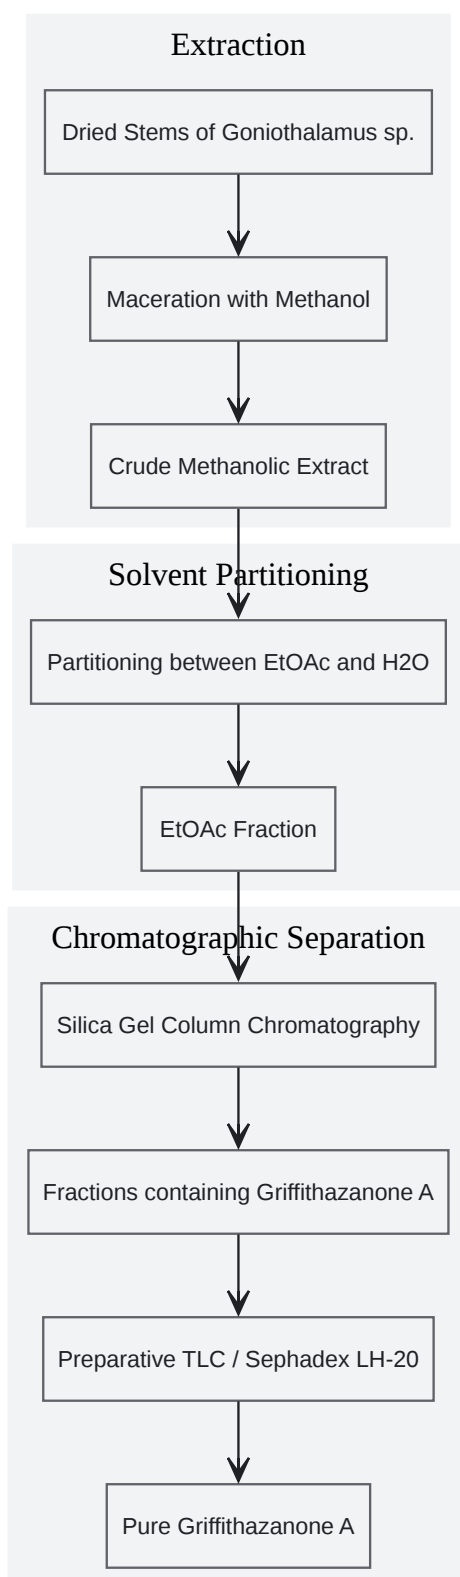 Extraction
Dried Stems of Goniothalamus sp.
Maceration with Methanol
Crude Methanolic Extract
Solvent Partitioning
Partitioning between EtOAc and H2O
EtOAc Fraction
Chromatographic Separation
Silica Gel Column Chromatography
Fractions containing Griffithazanone A
Preparative TLC / Sephadex LH-20
Pure Griffithazanone A